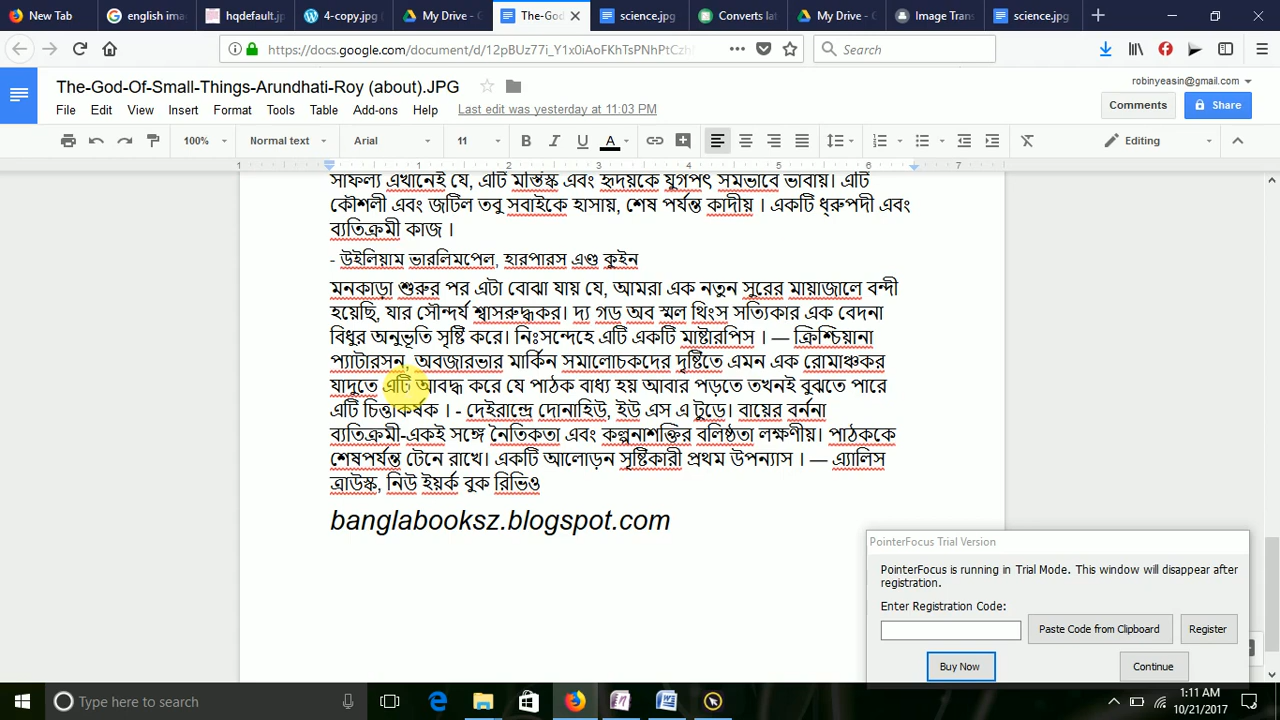 New Tab
english ima
hqdefault.jp
4-copy.jpg (
My Drive - G
The-God
science.jpg
Converts lat
My Drive - G
Image Trans
science.jpg
https://docs.google.com/document/d/12pBUz77i_Y1x0iAoFKhTsPNhPtCzh
Search
The-God-Of-Small-Things-Arundhati-Roy (about).JPG
robinyeasin@gmail.com
File Edit View Insert Format Tools Table Add-ons Help Last edit was yesterday at 11:03 PM
Comments Share
100% Normal text Arial 11 Editing
1 1 2 3 4 5 6 7
সাফল্য এখানেই যে, এটি মস্তিস্ক এবং হৃদয়কে যুগপৎ সমভাবে ভাবায়। এটি
কৌশলী এবং জটিল তবু সবাইকে হাসায়, শেষ পর্যন্ত কাদীয় । একটি ধ্রুপদী এবং
ব্যতিক্রমী কাজ ।
- উইলিয়াম ভারলিমপেল, হারপারস এণ্ড কুইন
মনকাড়া শুরুর পর এটা বোঝা যায় যে, আমরা এক নতুন সুরের মায়াজালে বন্দী
হয়েছি, যার সৌন্দর্য শ্বাসরুদ্ধকর। দ্য গড অব স্মল থিংস সত্যিকার এক বেদনা
বিধুর অনুভূতি সৃষ্টি করে। নিঃসন্দেহে এটি একটি মাষ্টারপিস । — ক্রিশ্চিয়ানা
প্যাটারসন, অবজারভার মার্কিন সমালোচকদের দৃষ্টিতে এমন এক রোমাঞ্চকর
যাদুতে এটি আবদ্ধ করে যে পাঠক বাধ্য হয় আবার পড়তে তখনই বুঝতে পারে
এটি চিত্তাকর্ষক । - দেইরান্দ্রে দোনাহিউ, ইউ এস এ টুডে। বায়ের বর্ননা
ব্যতিক্রমী-একই সঙ্গে নৈতিকতা এবং কল্পনাশক্তির বলিষ্ঠতা লক্ষণীয়। পাঠককে
শেষপর্যন্ত টেনে রাখে। একটি আলোড়ন সৃষ্টিকারী প্রথম উপন্যাস । — এ্যালিস
ত্রাউস্ক, নিউ ইয়র্ক বুক রিভিও
banglabooksz.blogspot.com
PointerFocus Trial Version
PointerFocus is running in Trial Mode. This window will disappear after
registration.
Enter Registration Code:
Paste Code from Clipboard Register
Buy Now Continue
Type here to search
1:11 AM
10/21/2017